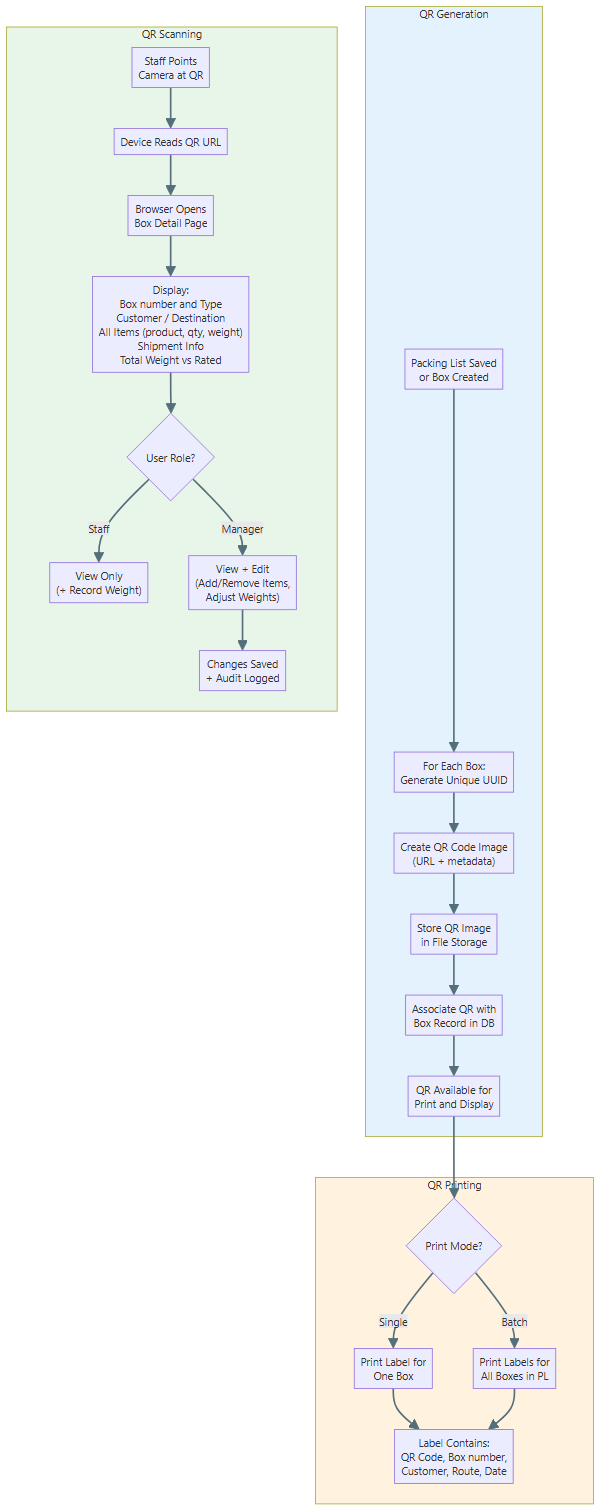 QR Scanning
Staff Points
Camera at QR
Device Reads QR URL
Browser Opens
Box Detail Page
Display:
Box number and Type
Customer / Destination
All Items (product, qty, weight)
Shipment Info
Total Weight vs Rated
User Role?
Staff
Manager
View Only
(+ Record Weight)
View + Edit
(Add/Remove Items,
Adjust Weights)
Changes Saved
+ Audit Logged
QR Generation
Packing List Saved
or Box Created
For Each Box:
Generate Unique UUID
Create QR Code Image
(URL + metadata)
Store QR Image
in File Storage
Associate QR with
Box Record in DB
QR Available for
Print and Display
QR Printing
Print Mode?
Single
Batch
Print Label for
One Box
Print Labels for
All Boxes in PL
Label Contains:
QR Code, Box number,
Customer, Route, Date